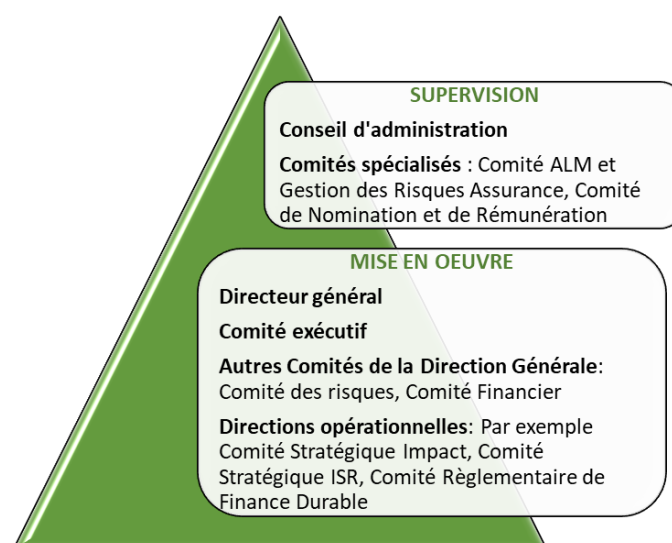 SUPERVISION
Conseil d'administration
Comités spécialisés : Comité ALM et
Gestion des Risques Assurance, Comité
de Nomination et de Rémunération
MISE EN OEUVRE
Directeur général
Comité exécutif
Autres Comités de la Direction Générale:
Comité des risques, Comité Financier
Directions opérationnelles: Par exemple
Comité Stratégique Impact, Comité
Stratégique ISR, Comité Règlementaire de
Finance Durable